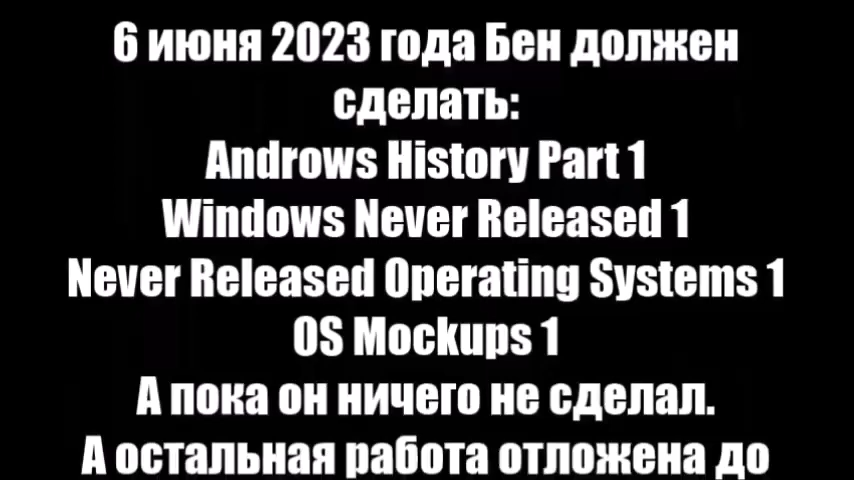 6 июня 2023 года Бен должен
сделать:
Androws History Part 1
Windows Never Released 1
Never Released Operating Systems 1
OS Mockups 1
А пока он ничего не сделал.
А остальная работа отложена до